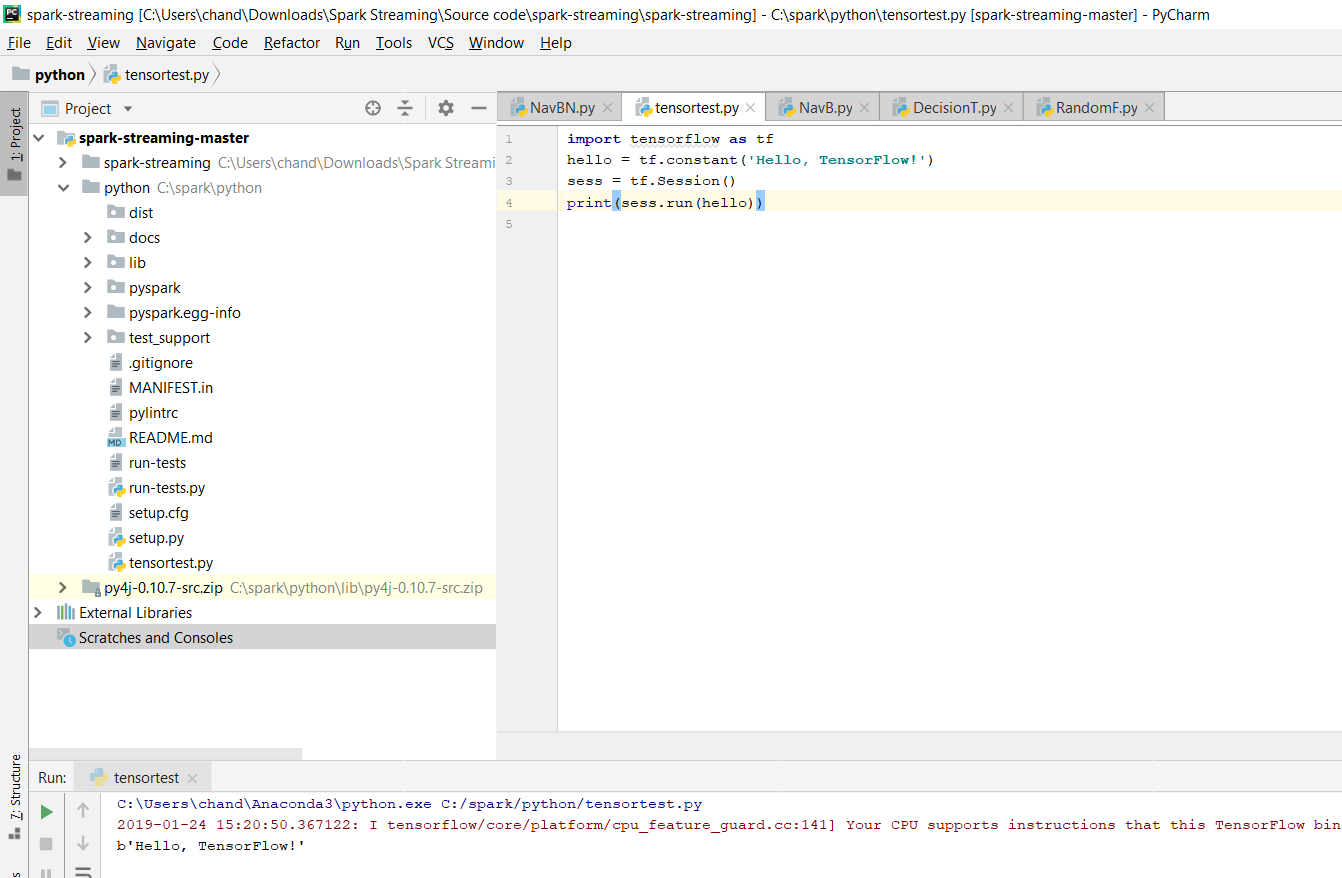 spark-streaming [C:\Users\chand\Downloads\Spark Streaming\Source code\spark-streaming\spark-streaming] - C:\spark\python\tensortest.py [spark-streaming-master] - PyCharm
File Edit View Navigate Code Refactor Run Tools VCS Window Help
python tensortest.py
1: Project
Project
NavBN.py tensortest.py NavB.py DecisionT.py RandomF.py
spark-streaming-master
spark-streaming C:\Users\chand\Downloads\Spark Streami
python C:\spark\python
dist
docs
lib
pyspark
pyspark.egg-info
test_support
.gitignore
MANIFEST.in
pylintrc
MD README.md
run-tests
run-tests.py
setup.cfg
setup.py
tensortest.py
py4j-0.10.7-src.zip C:\spark\python\lib\py4j-0.10.7-src.zip
External Libraries
Scratches and Consoles
1 import tensorflow as tf
2 hello = tf.constant('Hello, TensorFlow!')
3 sess = tf.Session()
4 print(sess.run(hello))
5
7: Structure
Run: tensortest
C:\Users\chand\Anaconda3\python.exe C:/spark/python/tensortest.py
2019-01-24 15:20:50.367122: I tensorflow/core/platform/cpu_feature_guard.cc:141] Your CPU supports instructions that this TensorFlow bin
b'Hello, TensorFlow!'